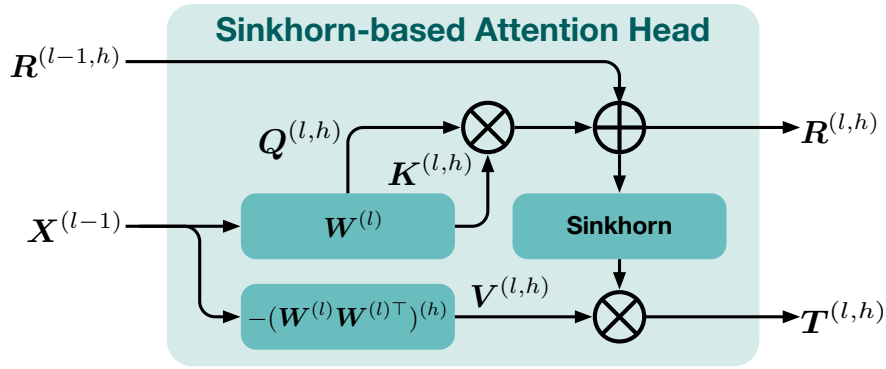 Sinkhorn-based Attention Head
R^{(l−1,h)}
Q^{(l,h)}
K^{(l,h)}
R^{(l,h)}
X^{(l−1)}
W^{(l)}
Sinkhorn
−(W^{(l)}W^{(l)⊤})^{(h)}
V^{(l,h)}
T^{(l,h)}